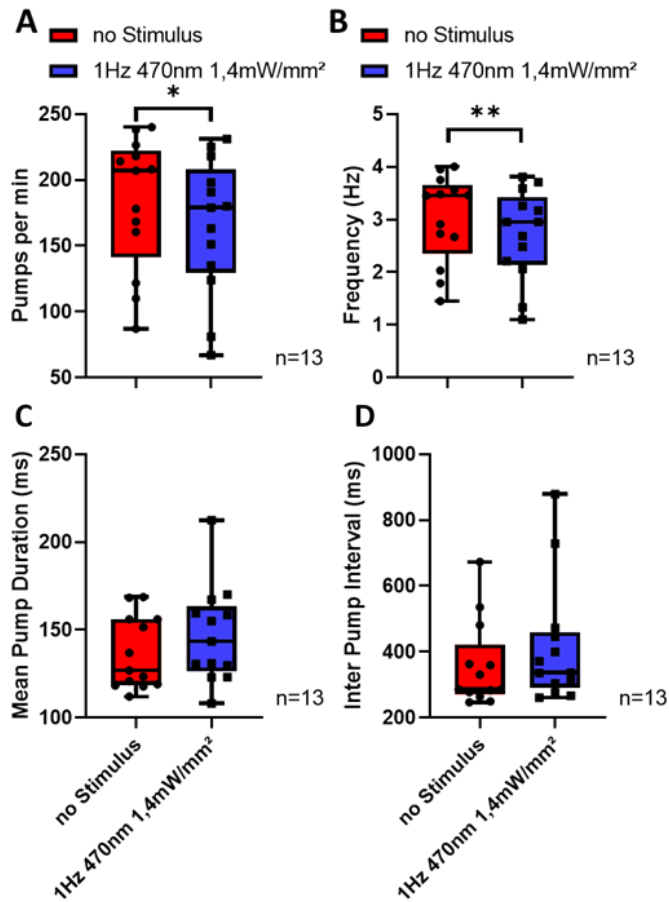 A
no Stimulus
1Hz 470nm 1,4mW/mm²
*
Pumps per min
250
200
150
100
50
n=13
B
no Stimulus
1Hz 470nm 1,4mW/mm²
**
Frequency (Hz)
5
4
3
2
1
0
n=13
C
Mean Pump Duration (ms)
250
200
150
100
n=13
no Stimulus
1Hz 470nm 1,4mW/mm²
D
Inter Pump Interval (ms)
1000
800
600
400
200
n=13
no Stimulus
1Hz 470nm 1,4mW/mm²